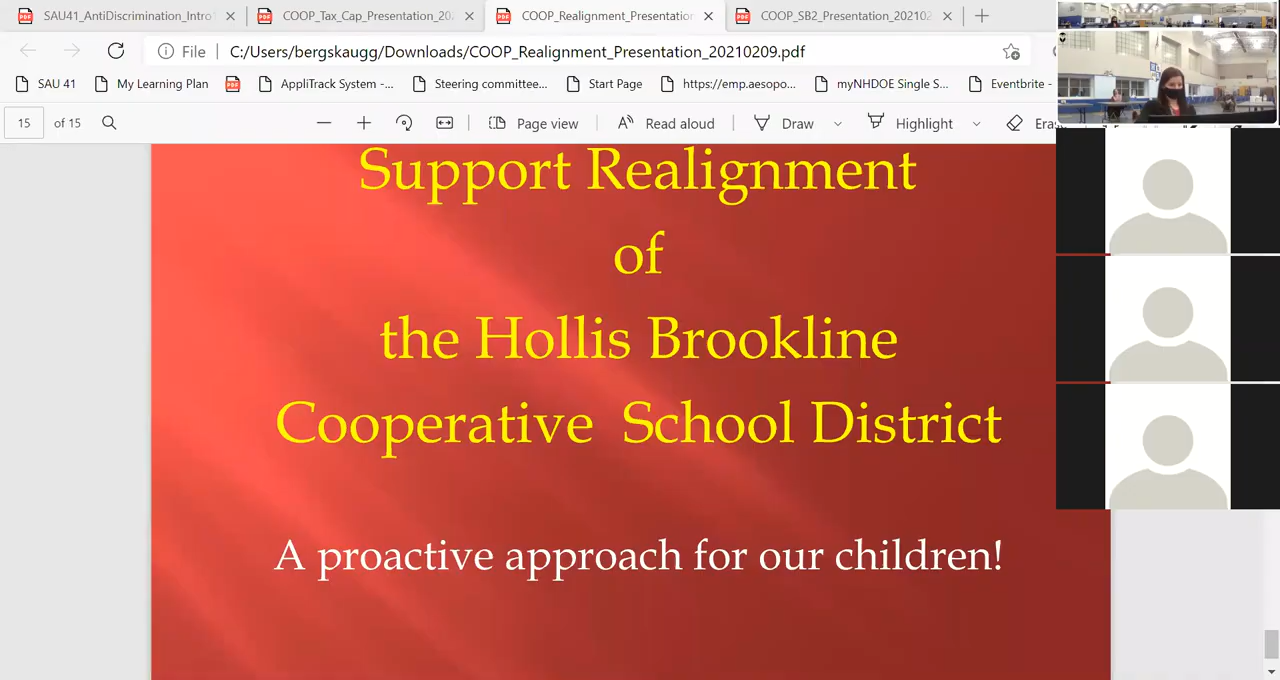 SAU41_AntiDiscrimination_Intro
COOP_Tax_Cap_Presentation_20
COOP_Realignment_Presentation
COOP_SB2_Presentation_202102
File
C:/Users/bergskaugg/Downloads/COOP_Realignment_Presentation_20210209.pdf
SAU 41
My Learning Plan
AppliTrack System -...
Steering committee...
Start Page
https://emp.aesopo...
myNHDOE Single S...
Eventbrite -
15 of 15
Page view
Read aloud
Draw
Highlight
Support Realignment
of
the Hollis Brookline
Cooperative School District
A proactive approach for our children!